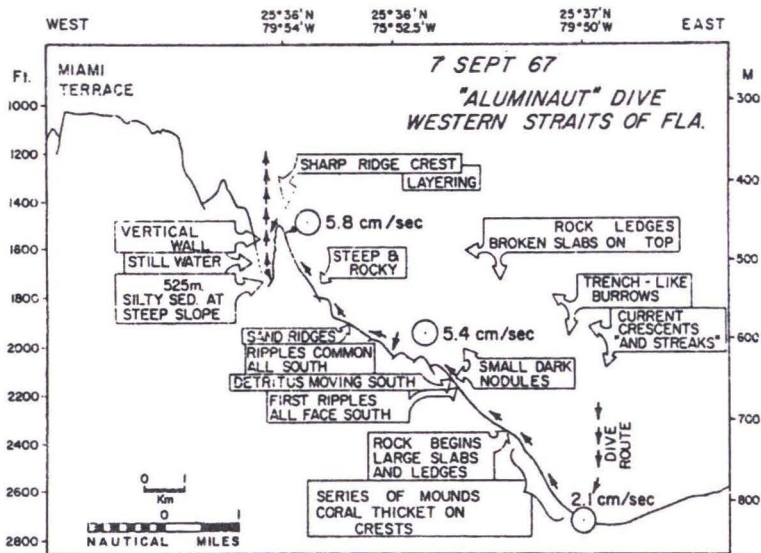 WEST
25°36'N
79°54'W
25°36'N
75°52.5'W
25°37'N
79°50'W
EAST
Ft.
MIAMI
TERRACE
7 SEPT 67
"ALUMINAUT" DIVE
WESTERN STRAITS OF FLA.
M
1000
1200
1400
1600
1800
2000
2200
2400
2600
2800
300
400
500
600
700
800
SHARP RIDGE CREST
LAYERING
5.8 cm/sec
VERTICAL
WALL
STILL WATER
525m.
SILTY SED. AT
STEEP SLOPE
STEEP &
ROCKY
ROCK LEDGES
BROKEN SLABS ON TOP
TRENCH-LIKE
BURROWS
CURRENT
CRESCENTS
"AND STREAKS"
5.4 cm/sec
SAND RIDGES
RIPPLES COMMON
ALL SOUTH
DETRITUS MOVING SOUTH
FIRST RIPPLES
ALL FACE SOUTH
SMALL DARK
NODULES
ROCK BEGINS
LARGE SLABS
AND LEDGES
SERIES OF MOUNDS
CORAL THICKET ON
CRESTS
DIVE
ROUTE
2.1 cm/sec
0 1
Km
0 1
NAUTICAL MILES